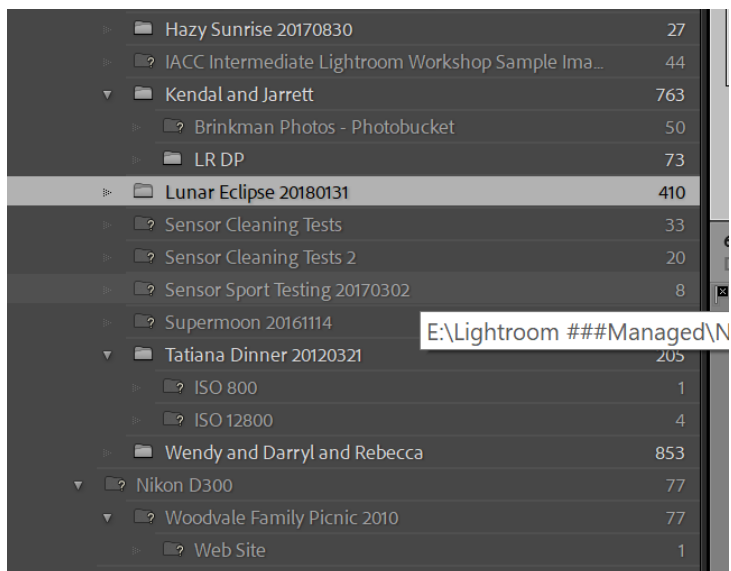 Hazy Sunrise 20170830 27
IACC Intermediate Lightroom Workshop Sample Ima... 44
Kendal and Jarrett 763
Brinkman Photos - Photobucket 50
LR DP 73
Lunar Eclipse 20180131 410
Sensor Cleaning Tests 33
Sensor Cleaning Tests 2 20
Sensor Sport Testing 20170302 8
Supermoon 20161114
E:\Lightroom ###Managed\N
Tatiana Dinner 20120321 205
ISO 800 1
ISO 12800 4
Wendy and Darryl and Rebecca 853
Nikon D300 77
Woodvale Family Picnic 2010 77
Web Site 1